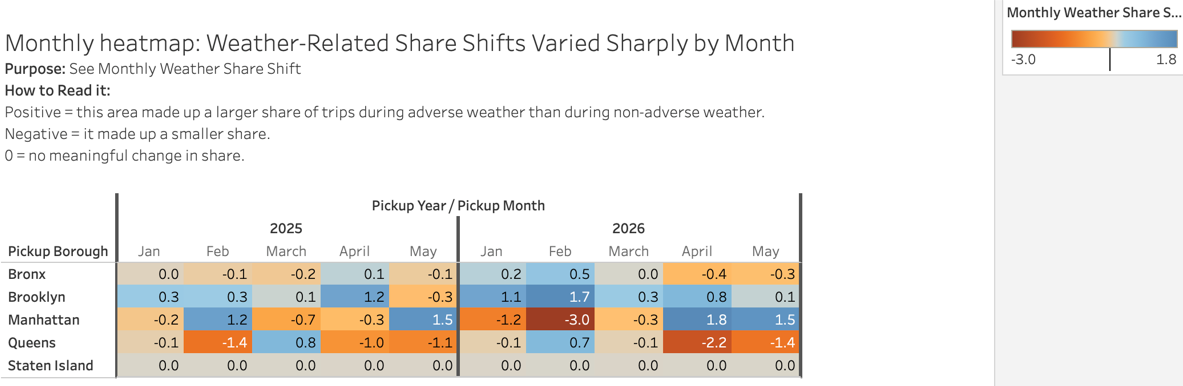 Monthly Weather Share S...
-3.0 1.8
Monthly heatmap: Weather-Related Share Shifts Varied Sharply by Month
Purpose: See Monthly Weather Share Shift
How to Read it:
Positive = this area made up a larger share of trips during adverse weather than during non-adverse weather.
Negative = it made up a smaller share.
0 = no meaningful change in share.
Pickup Year / Pickup Month
2025 2026
Pickup Borough Jan Feb March April May Jan Feb March April May
Bronx 0.0 -0.1 -0.2 0.1 -0.1 0.2 0.5 0.0 -0.4 -0.3
Brooklyn 0.3 0.3 0.1 1.2 -0.3 1.1 1.7 0.3 0.8 0.1
Manhattan -0.2 1.2 -0.7 -0.3 1.5 -1.2 -3.0 -0.3 1.8 1.5
Queens -0.1 -1.4 0.8 -1.0 -1.1 -0.1 0.7 -0.1 -2.2 -1.4
Staten Island 0.0 0.0 0.0 0.0 0.0 0.0 0.0 0.0 0.0 0.0